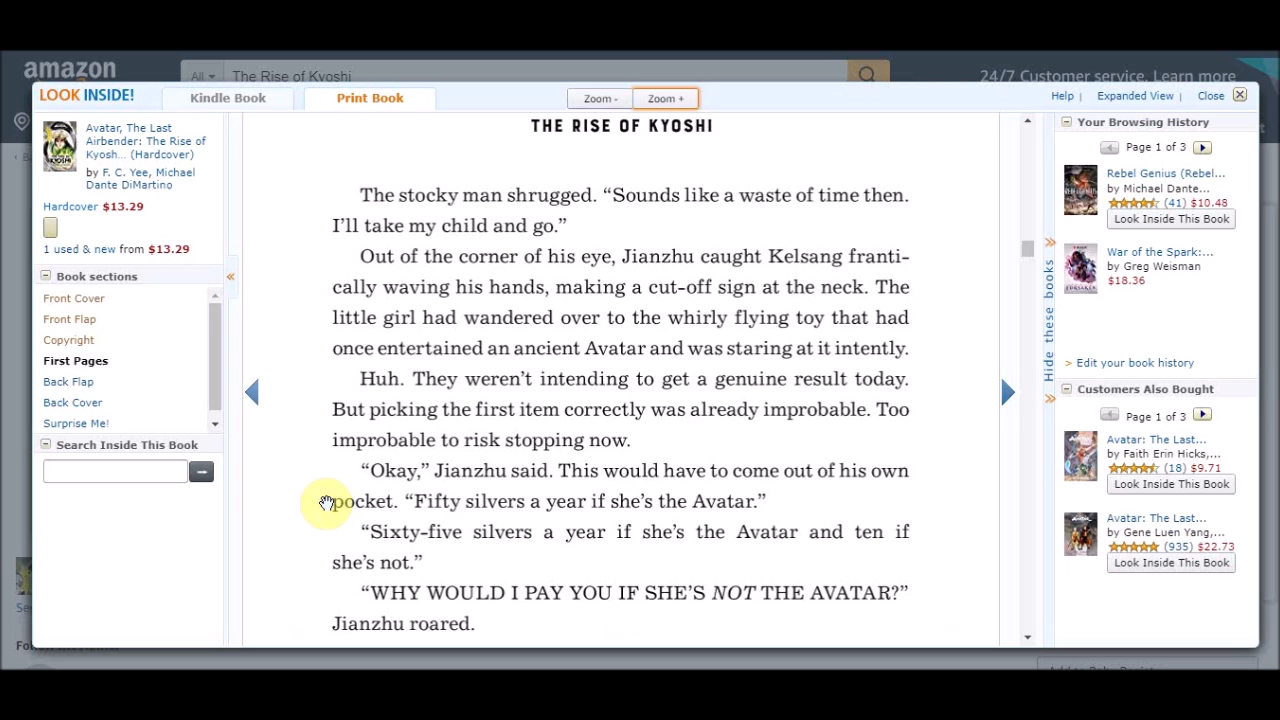 amazon
All
The Rise of Kyoshi
24/7 Customer service. Learn more
LOOK INSIDE!
Kindle Book
Print Book
Zoom -
Zoom +
Help |
Expanded View |
Close
Avatar, The Last
Airbender: The Rise of
Kyosh... (Hardcover)
by F. C. Yee, Michael
Dante DiMartino
Hardcover $13.29
1 used & new from $13.29
Book sections
Front Cover
Front Flap
Copyright
First Pages
Back Flap
Back Cover
Surprise Me!
Search Inside This Book
THE RISE OF KYOSHI
The stocky man shrugged. “Sounds like a waste of time then.
I’ll take my child and go.”
Out of the corner of his eye, Jianzhu caught Kelsang franti-
cally waving his hands, making a cut-off sign at the neck. The
little girl had wandered over to the whirly flying toy that had
once entertained an ancient Avatar and was staring at it intently.
Huh. They weren’t intending to get a genuine result today.
But picking the first item correctly was already improbable. Too
improbable to risk stopping now.
“Okay,” Jianzhu said. This would have to come out of his own
pocket. “Fifty silvers a year if she’s the Avatar.”
“Sixty-five silvers a year if she’s the Avatar and ten if
she’s not.”
“WHY WOULD I PAY YOU IF SHE’S NOT THE AVATAR?”
Jianzhu roared.
Hide these books
Your Browsing History
Page 1 of 3
Rebel Genius (Rebel...
by Michael Dante...
(41) $10.48
Look Inside This Book
War of the Spark:...
by Greg Weisman
$18.36
> Edit your book history
Customers Also Bought
Page 1 of 3
Avatar: The Last...
by Faith Erin Hicks,...
(18) $9.71
Look Inside This Book
Avatar: The Last...
by Gene Luen Yang,...
(935) $22.73
Look Inside This Book